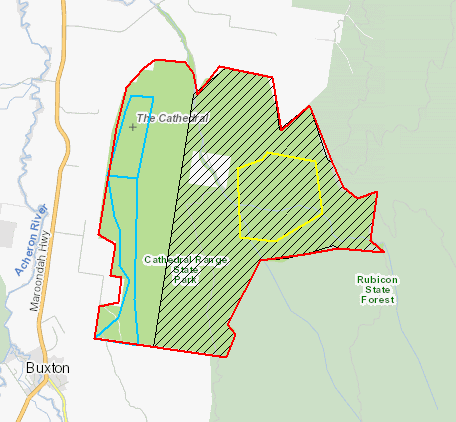 The Cathedral
Acheron River
Maroondah Hwy
Cathedral Range
State
Park
Rubicon
State
Forest
Buxton